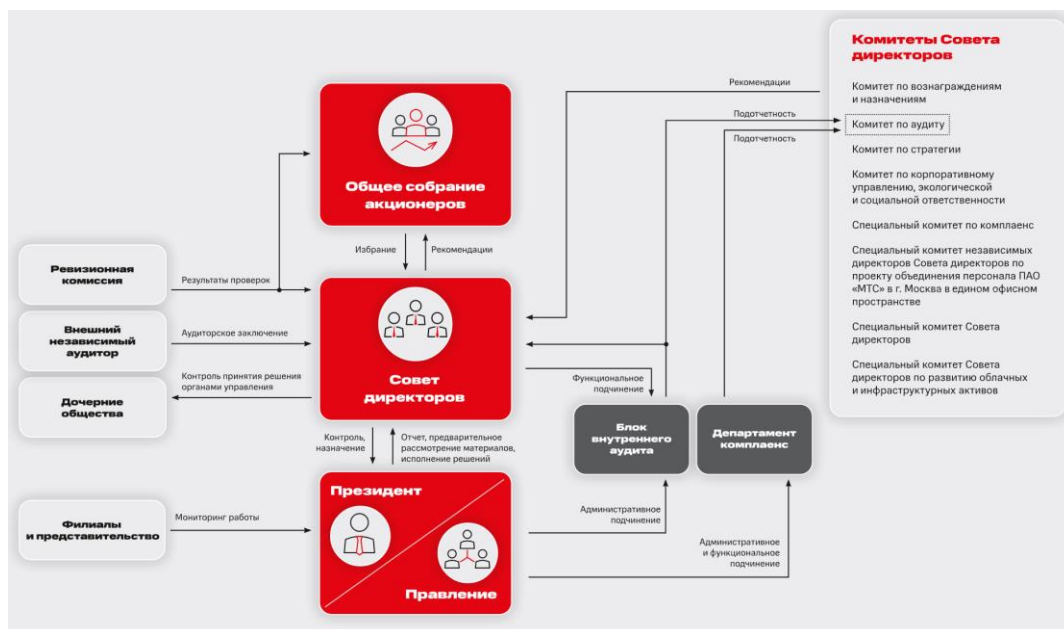 Комитеты Совета
директоров
Комитет по вознаграждениям
и назначениям
Комитет по аудиту
Комитет по стратегии
Комитет по корпоративному
управлению, экологической
и социальной ответственности
Специальный комитет по комплаенс
Специальный комитет независимых
директоров Совета директоров по
проекту объединения персонала ПАО
«МТС» в г. Москва в едином офисном
пространстве
Специальный комитет Совета
директоров
Специальный комитет Совета
директоров по развитию облачных
и инфраструктурных активов
Рекомендации
Подотчетность
Подотчетность
Общее собрание
акционеров
Избрание
Рекомендации
Ревизионная
комиссия
Результаты проверок
Внешний
независимый
аудитор
Аудиторское заключение
Дочерние
общества
Контроль принятия решения
органами управления
Совет
директоров
Функциональное
подчинение
Блок
внутреннего
аудита
Департамент
комплаенс
Контроль,
назначение
Отчет, предварительное
рассмотрение материалов,
исполнение решений
Президент
Правление
Филиалы
и представительство
Мониторинг работы
Административное
подчинение
Административное
и функциональное
подчинение